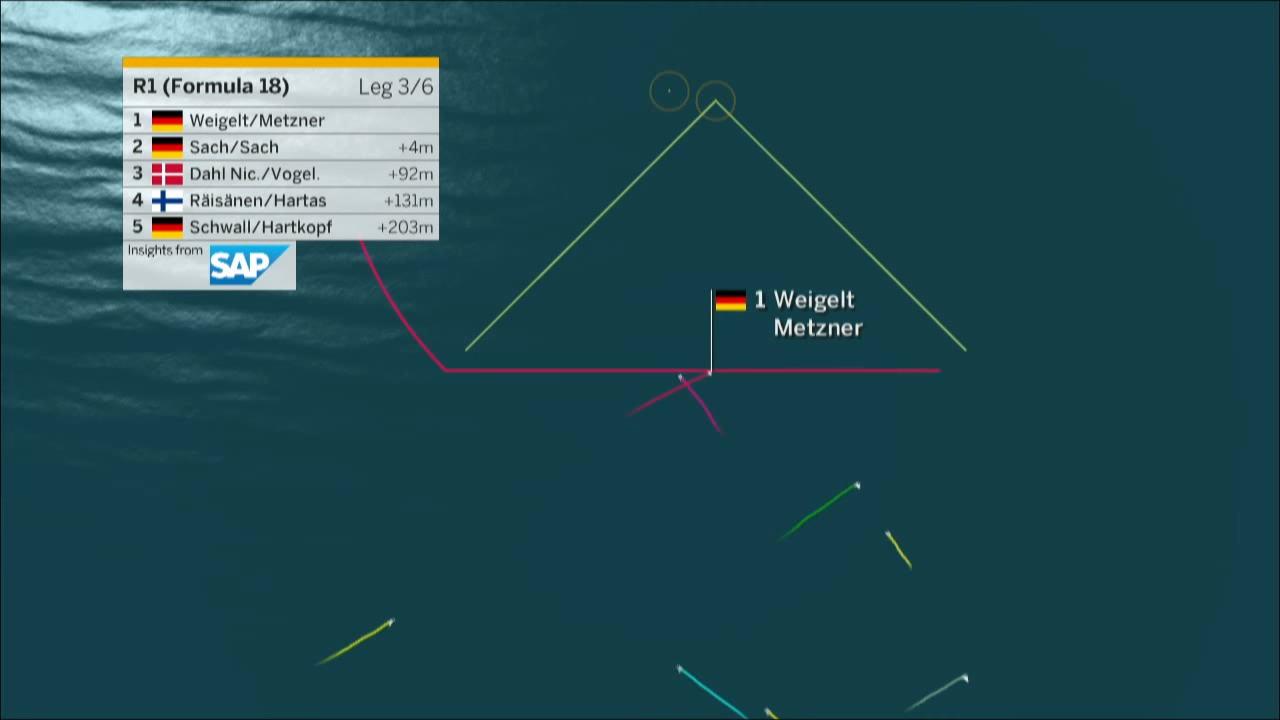 R1 (Formula 18) Leg 3/6
1 Weigelt/Metzner
2 Sach/Sach +4m
3 Dahl Nic./Vogel. +92m
4 Räisänen/Hartas +131m
5 Schwall/Hartkopf +203m
Insights from SAP
1 Weigelt
Metzner